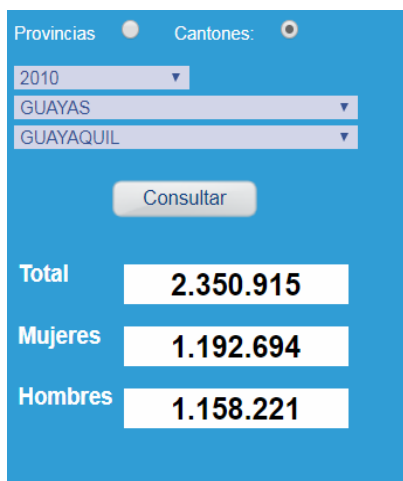 Provincias Cantones:
2010
GUAYAS
GUAYAQUIL
Consultar
Total 2.350.915
Mujeres 1.192.694
Hombres 1.158.221